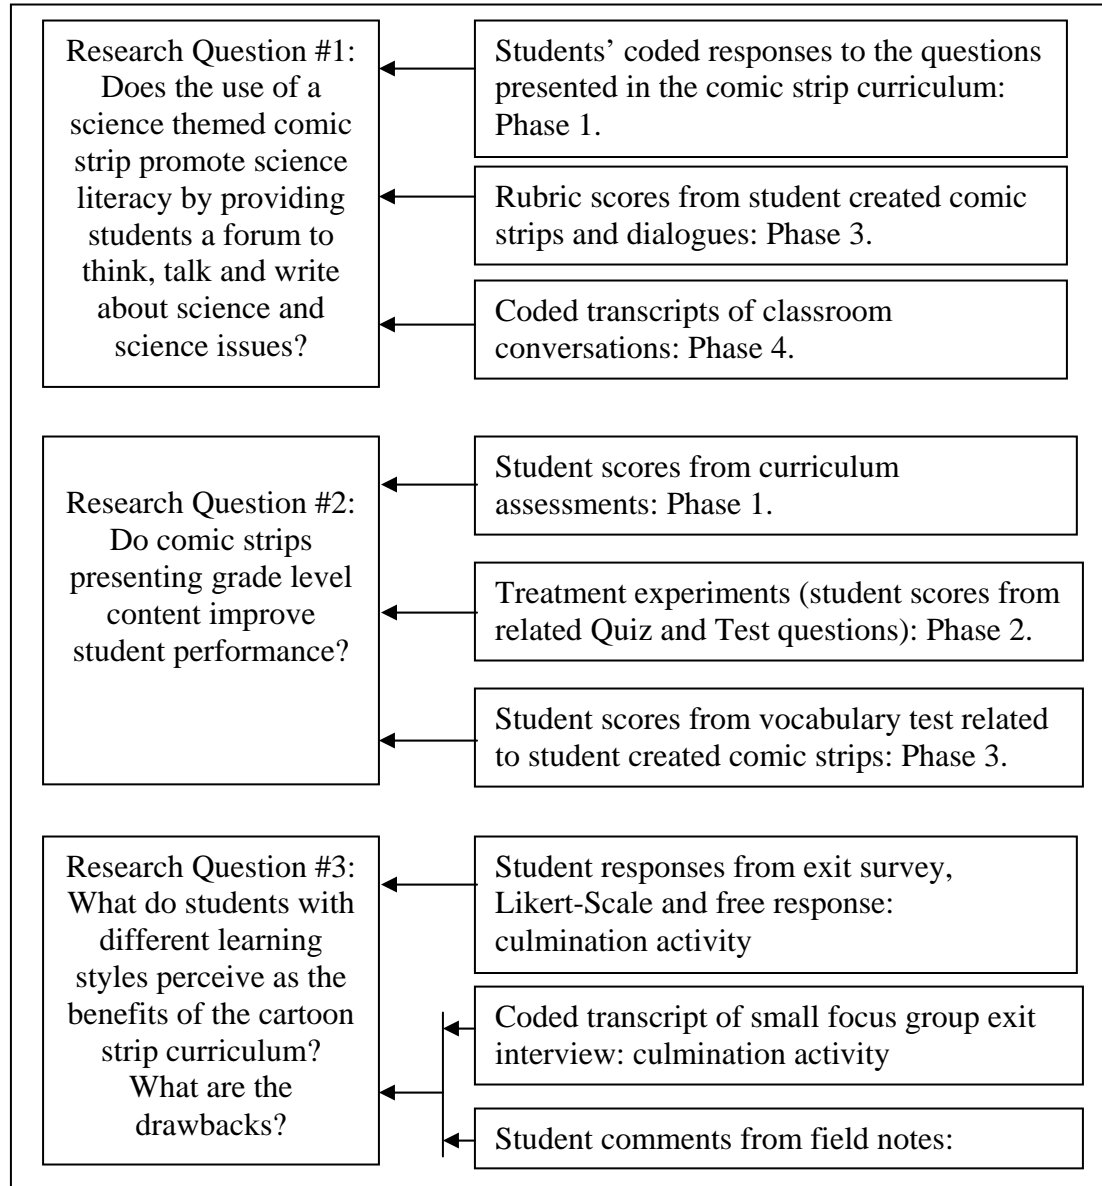 Research Question #1:
Does the use of a
science themed comic
strip promote science
literacy by providing
students a forum to
think, talk and write
about science and
science issues?
Students’ coded responses to the questions
presented in the comic strip curriculum:
Phase 1.
Rubric scores from student created comic
strips and dialogues: Phase 3.
Coded transcripts of classroom
conversations: Phase 4.
Research Question #2:
Do comic strips
presenting grade level
content improve
student performance?
Student scores from curriculum
assessments: Phase 1.
Treatment experiments (student scores from
related Quiz and Test questions): Phase 2.
Student scores from vocabulary test related
to student created comic strips: Phase 3.
Research Question #3:
What do students with
different learning
styles perceive as the
benefits of the cartoon
strip curriculum?
What are the
drawbacks?
Student responses from exit survey,
Likert-Scale and free response:
culmination activity
Coded transcript of small focus group exit
interview: culmination activity
Student comments from field notes: